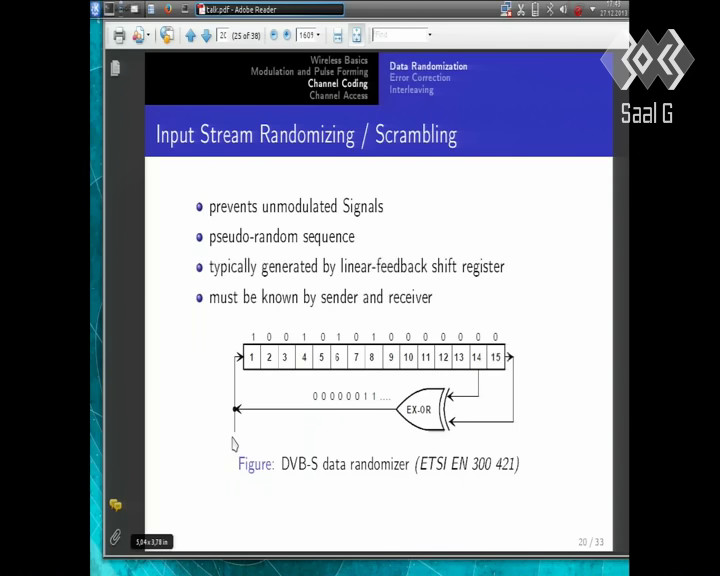 talk.pdf - Adobe Reader
27.12.2013
20 (25 of 38)
160%
Find
Saal G
Wireless Basics
Modulation and Pulse Forming
Channel Coding
Channel Access
Data Randomization
Error Correction
Interleaving
Input Stream Randomizing / Scrambling
prevents unmodulated Signals
pseudo-random sequence
typically generated by linear-feedback shift register
must be known by sender and receiver
1 0 0 1 0 1 0 1 0 0 0 0 0 0 0
1 2 3 4 5 6 7 8 9 10 11 12 13 14 15
0 0 0 0 0 0 1 1 ....
EX-OR
Figure: DVB-S data randomizer (ETSI EN 300 421)
20 / 33
5,04 x 3,78 in